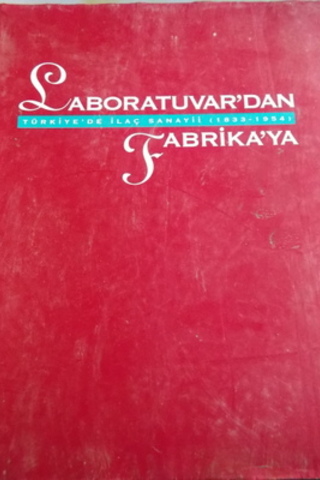 LABORATUVAR'DAN
TÜRKİYE'DE İLAÇ SANAYİİ (1833-1954)
FABRİKA'YA